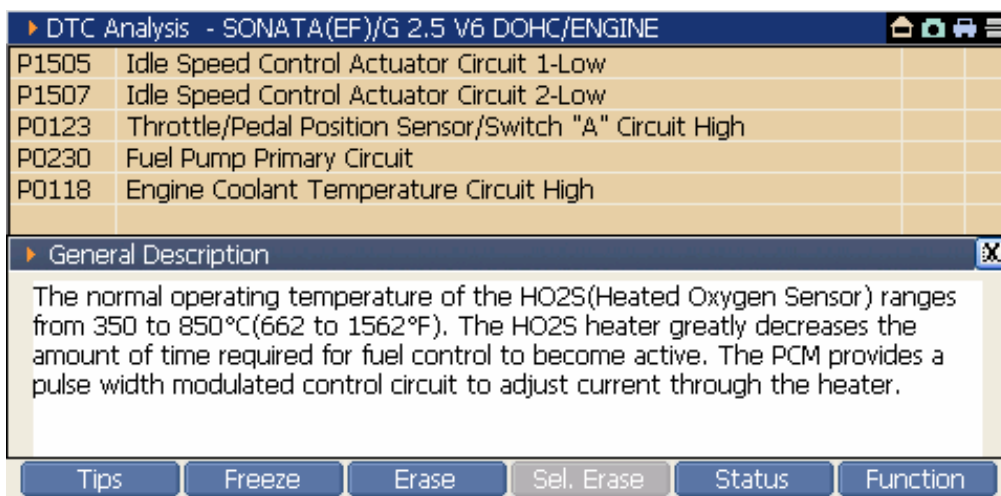 DTC Analysis - SONATA(EF)/G 2.5 V6 DOHC/ENGINE
P1505 Idle Speed Control Actuator Circuit 1-Low
P1507 Idle Speed Control Actuator Circuit 2-Low
P0123 Throttle/Pedal Position Sensor/Switch "A" Circuit High
P0230 Fuel Pump Primary Circuit
P0118 Engine Coolant Temperature Circuit High
General Description
The normal operating temperature of the HO2S(Heated Oxygen Sensor) ranges
from 350 to 850°C(662 to 1562°F). The HO2S heater greatly decreases the
amount of time required for fuel control to become active. The PCM provides a
pulse width modulated control circuit to adjust current through the heater.
Tips Freeze Erase Sel. Erase Status Function